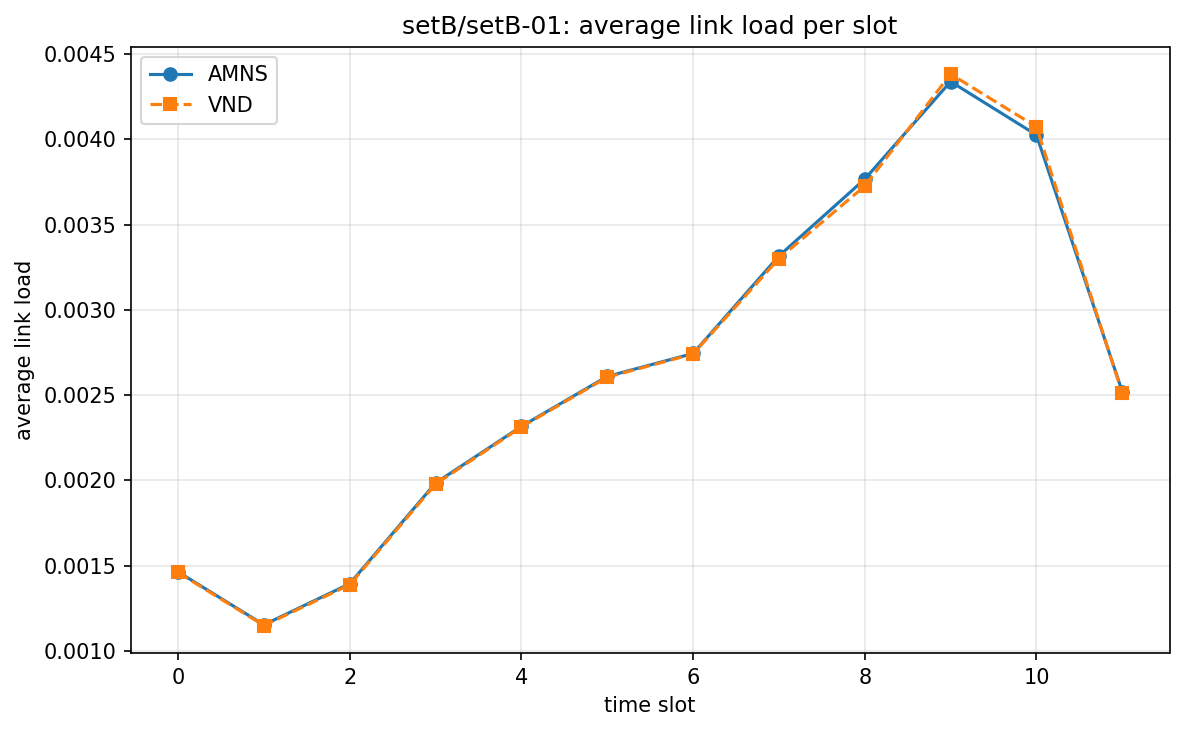 setB/setB-01: average link load per slot
AMNS
VND
0.0045
0.0040
0.0035
0.0030
0.0025
0.0020
0.0015
0.0010
average link load
0 2 4 6 8 10
time slot